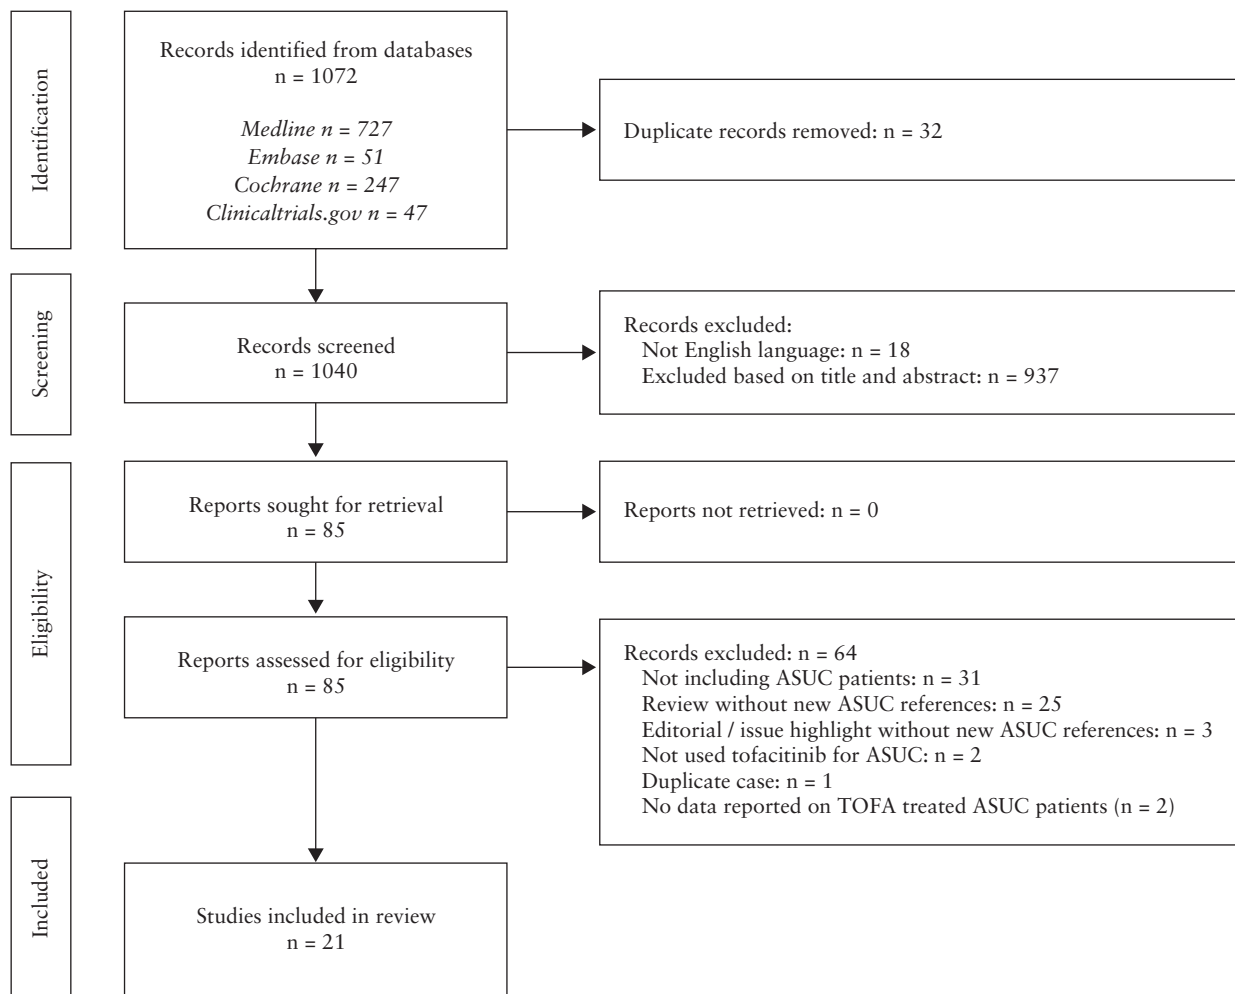 Identification
Records identified from databases
n = 1072
Medline n = 727
Embase n = 51
Cochrane n = 247
Clinicaltrials.gov n = 47
Duplicate records removed: n = 32
Screening
Records screened
n = 1040
Records excluded:
Not English language: n = 18
Excluded based on title and abstract: n = 937
Eligibility
Reports sought for retrieval
n = 85
Reports not retrieved: n = 0
Reports assessed for eligibility
n = 85
Records excluded: n = 64
Not including ASUC patients: n = 31
Review without new ASUC references: n = 25
Editorial / issue highlight without new ASUC references: n = 3
Not used tofacitinib for ASUC: n = 2
Duplicate case: n = 1
No data reported on TOFA treated ASUC patients (n = 2)
Included
Studies included in review
n = 21